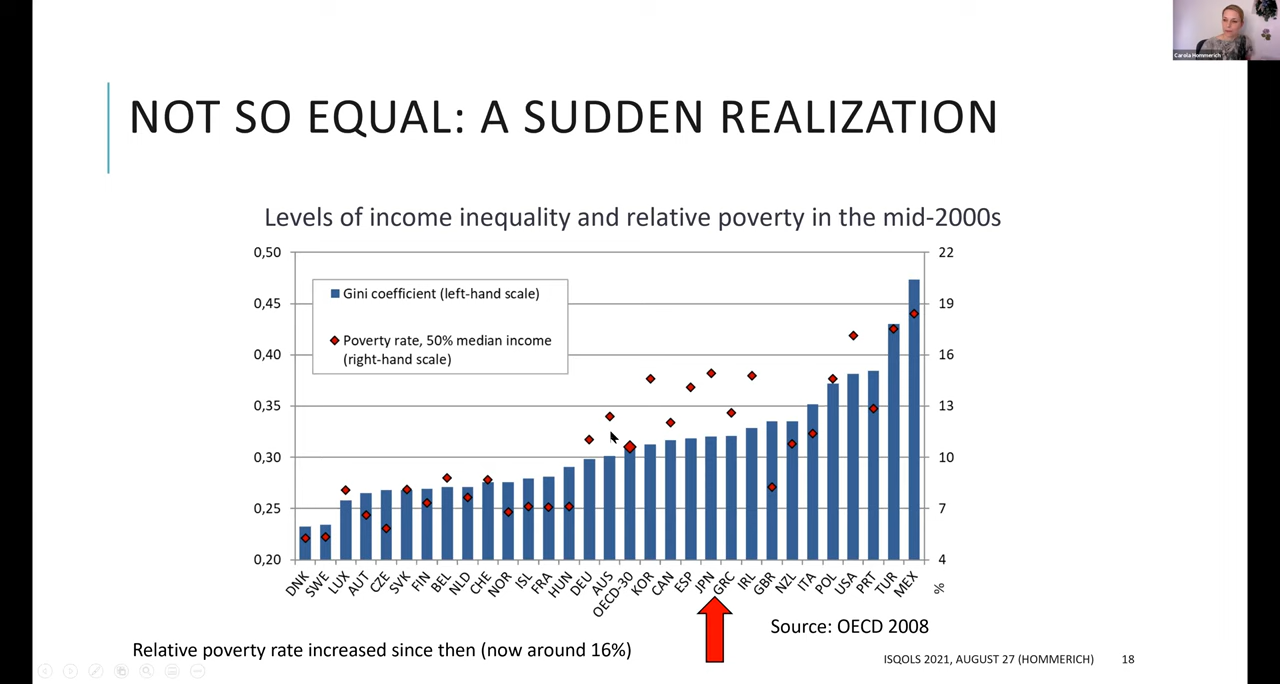 Carola Hommerich
NOT SO EQUAL: A SUDDEN REALIZATION
Levels of income inequality and relative poverty in the mid-2000s
0,50
0,45
0,40
0,35
0,30
0,25
0,20
Gini coefficient (left-hand scale)
Poverty rate, 50% median income
(right-hand scale)
22
19
16
13
10
7
4
%
DNK
SWE
LUX
AUT
CZE
SVK
FIN
BEL
NLD
CHE
NOR
ISL
FRA
HUN
DEU
AUS
OECD-30
KOR
CAN
ESP
JPN
GRC
IRL
GBR
NZL
ITA
POL
USA
PRT
TUR
MEX
Source: OECD 2008
Relative poverty rate increased since then (now around 16%)
ISQOLS 2021, AUGUST 27 (HOMMERICH)
18